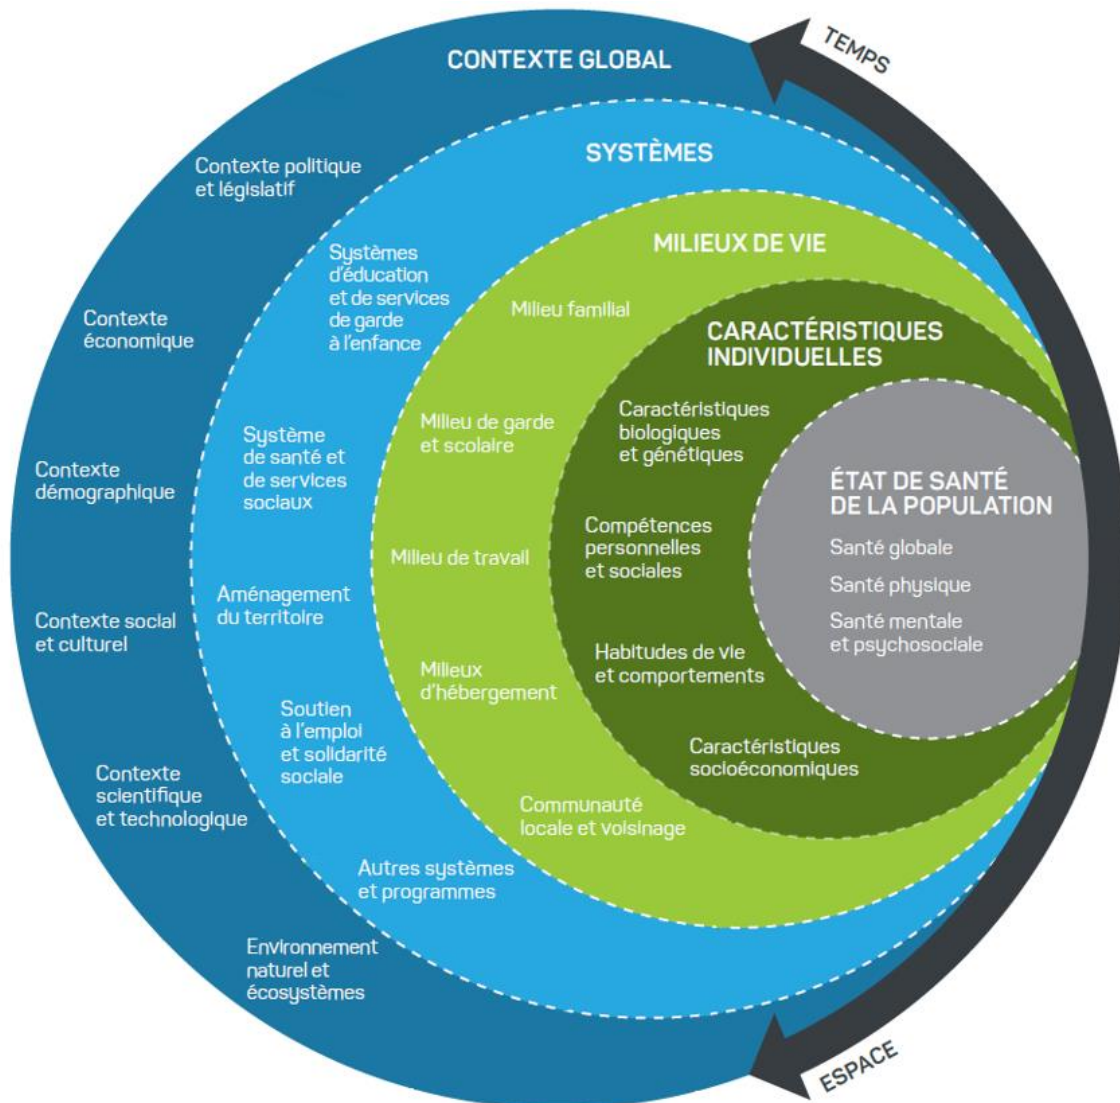 CONTEXTE GLOBAL
Contexte politique
et législatif
Contexte
économique
Contexte
démographique
Contexte social
et culturel
Contexte
scientifique
et technologique
Environnement
naturel et
écosystèmes
SYSTÈMES
Systèmes
d'éducation
et de services
de garde
à l'enfance
Système
de santé et
de services
sociaux
Aménagement
du territoire
Soutien
à l'emploi
et solidarité
sociale
Autres systèmes
et programmes
MILIEUX DE VIE
Milieu familial
Milieu de garde
et scolaire
Milieu de travail
Milieux
d'hébergement
Communauté
locale et voisinage
CARACTÉRISTIQUES
INDIVIDUELLES
Caractéristiques
biologiques
et génétiques
Compétences
personnelles
et sociales
Habitudes de vie
et comportements
Caractéristiques
socioéconomiques
ÉTAT DE SANTÉ
DE LA POPULATION
Santé globale
Santé physique
Santé mentale
et psychosociale
TEMPS
ESPACE